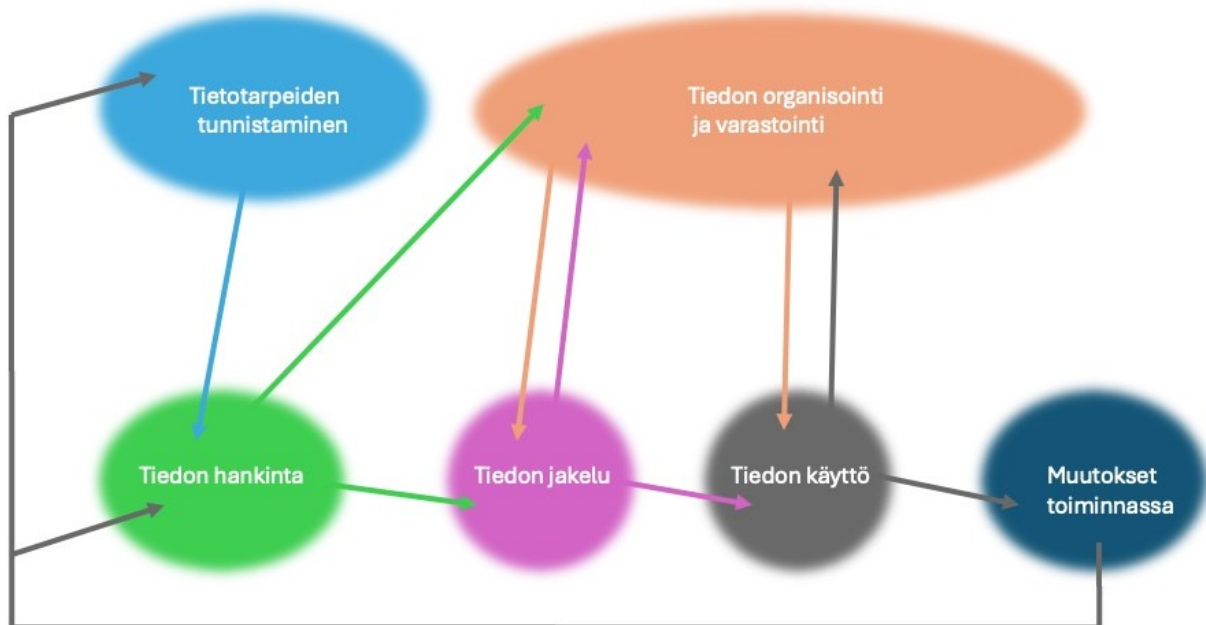 Tietotarpeiden
tunnistaminen
Tiedon organisointi
ja varastointi
Tiedon hankinta
Tiedon jakelu
Tiedon käyttö
Muutokset
toiminnassa